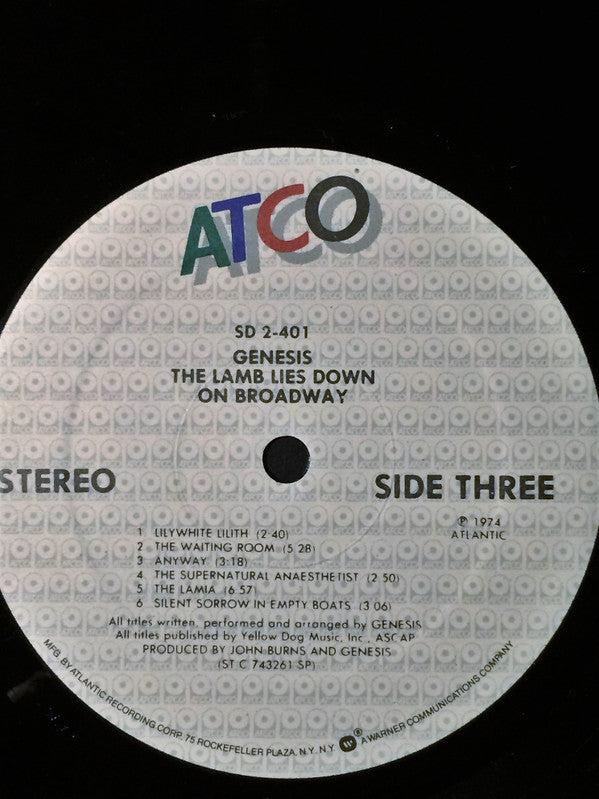 ATCO
SD 2-401
GENESIS
THE LAMB LIES DOWN
ON BROADWAY
STEREO
SIDE THREE
℗ 1974
ATLANTIC
1 LILYWHITE LILITH (2:40)
2 THE WAITING ROOM (5:28)
3 ANYWAY (3:18)
4 THE SUPERNATURAL ANAESTHETIST (2:50)
5 THE LAMIA (6:57)
6 SILENT SORROW IN EMPTY BOATS (3:06)
All titles written, performed and arranged by GENESIS
All titles published by Yellow Dog Music, Inc., ASCAP
PRODUCED BY JOHN BURNS AND GENESIS
(ST C 743261 SP)
MFG. BY ATLANTIC RECORDING CORP. 75 ROCKEFELLER PLAZA, N.Y. N.Y. ® A WARNER COMMUNICATIONS COMPANY